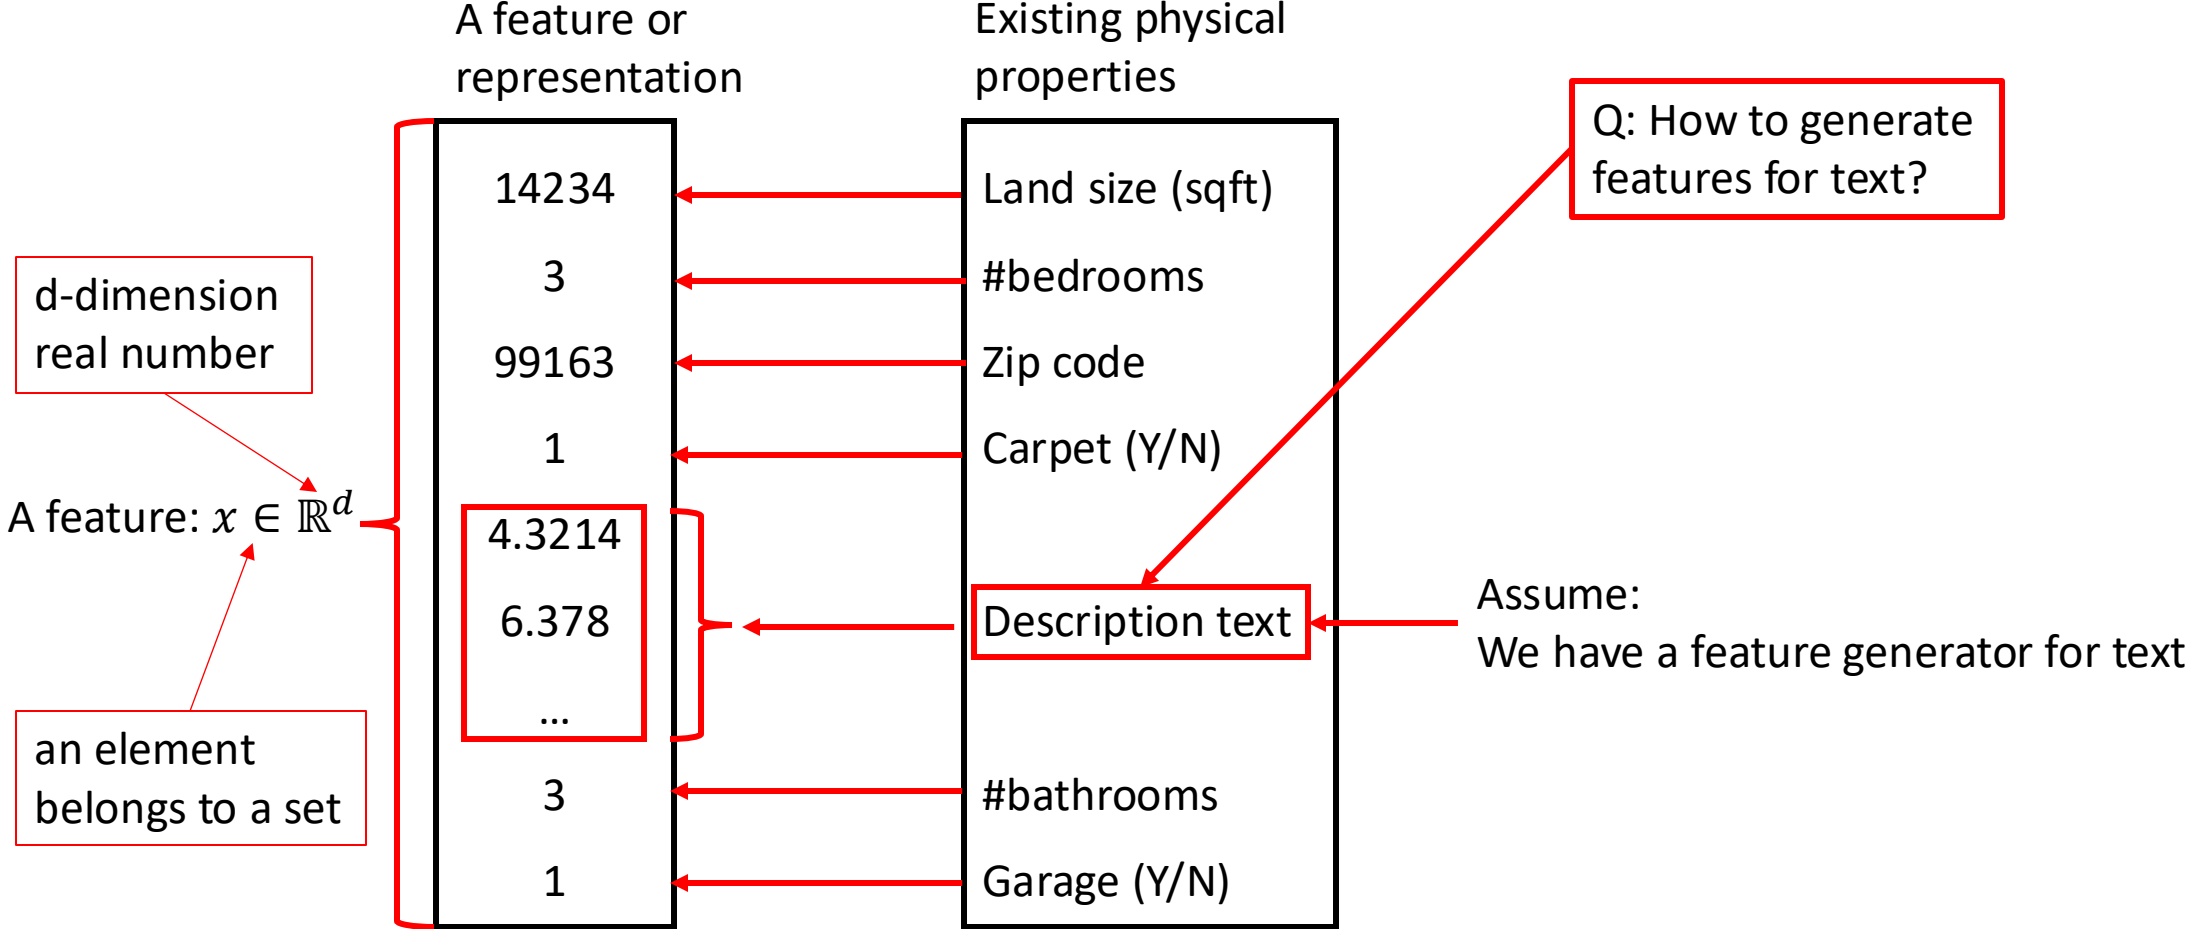 A feature or
representation
Existing physical
properties
Q: How to generate
features for text?
14234
Land size (sqft)
3
#bedrooms
d-dimension
real number
99163
Zip code
1
Carpet (Y/N)
A feature: 𝑥 ∈ ℝ^𝑑
4.3214
6.378
Description text
Assume:
We have a feature generator for text
...
an element
belongs to a set
3
#bathrooms
1
Garage (Y/N)